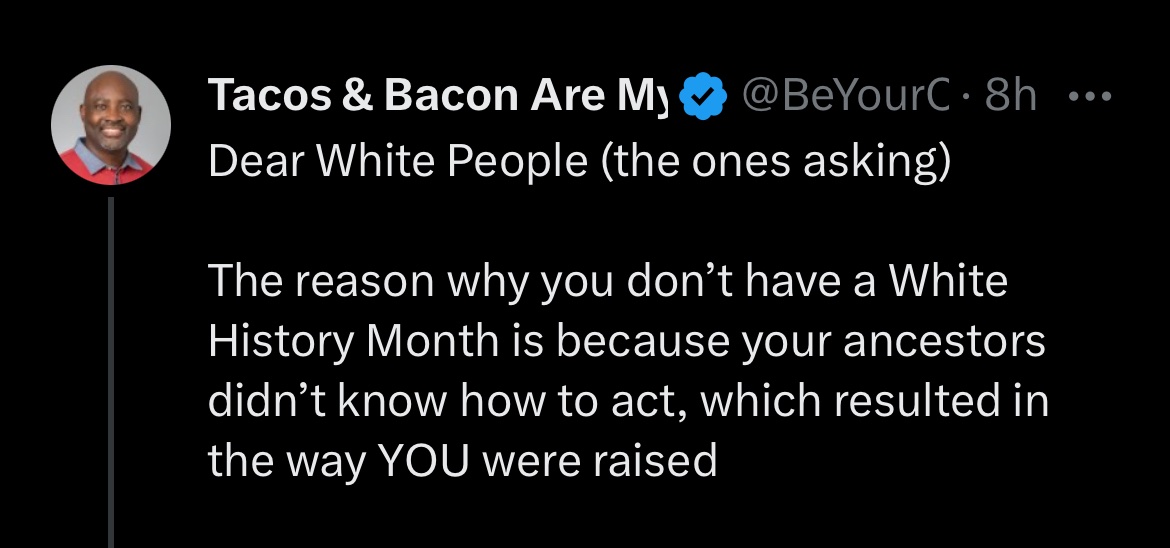 Tacos & Bacon Are My @BeYourC · 8h
Dear White People (the ones asking)
The reason why you don’t have a White
History Month is because your ancestors
didn’t know how to act, which resulted in
the way YOU were raised